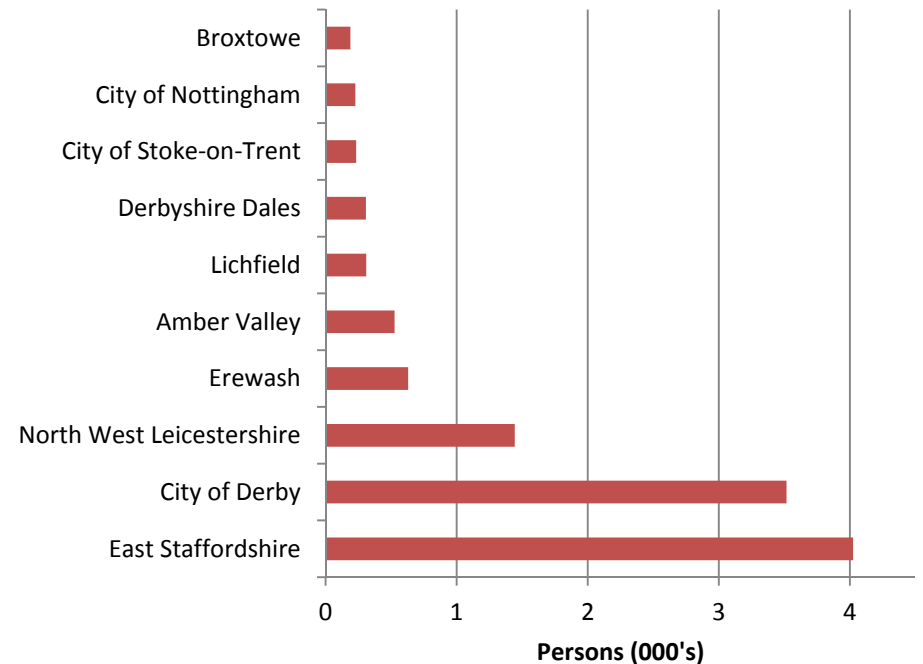 Broxtowe
City of Nottingham
City of Stoke-on-Trent
Derbyshire Dales
Lichfield
Amber Valley
Erewash
North West Leicestershire
City of Derby
East Staffordshire
0 1 2 3 4
Persons (000's)